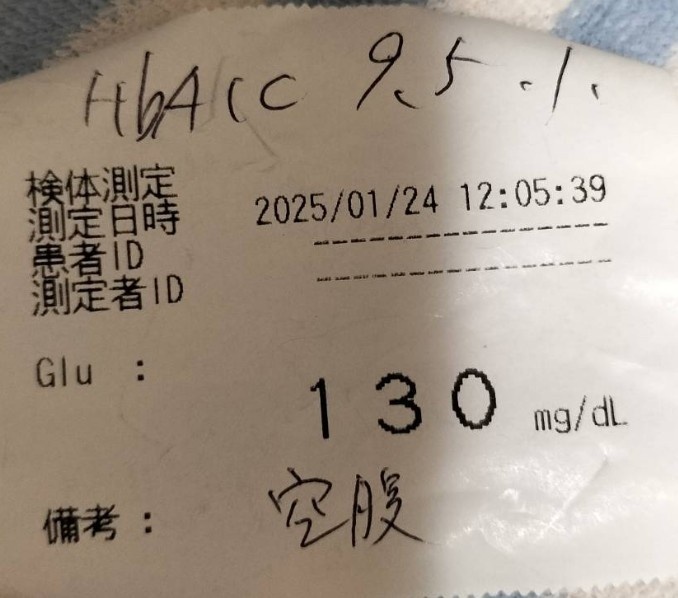 HbA1c 9.5 %
検体測定
測定日時 2025/01/24 12:05:39
患者ID ----------------
測定者ID ----------------
Glu : 130 mg/dL
備考 : 空腹